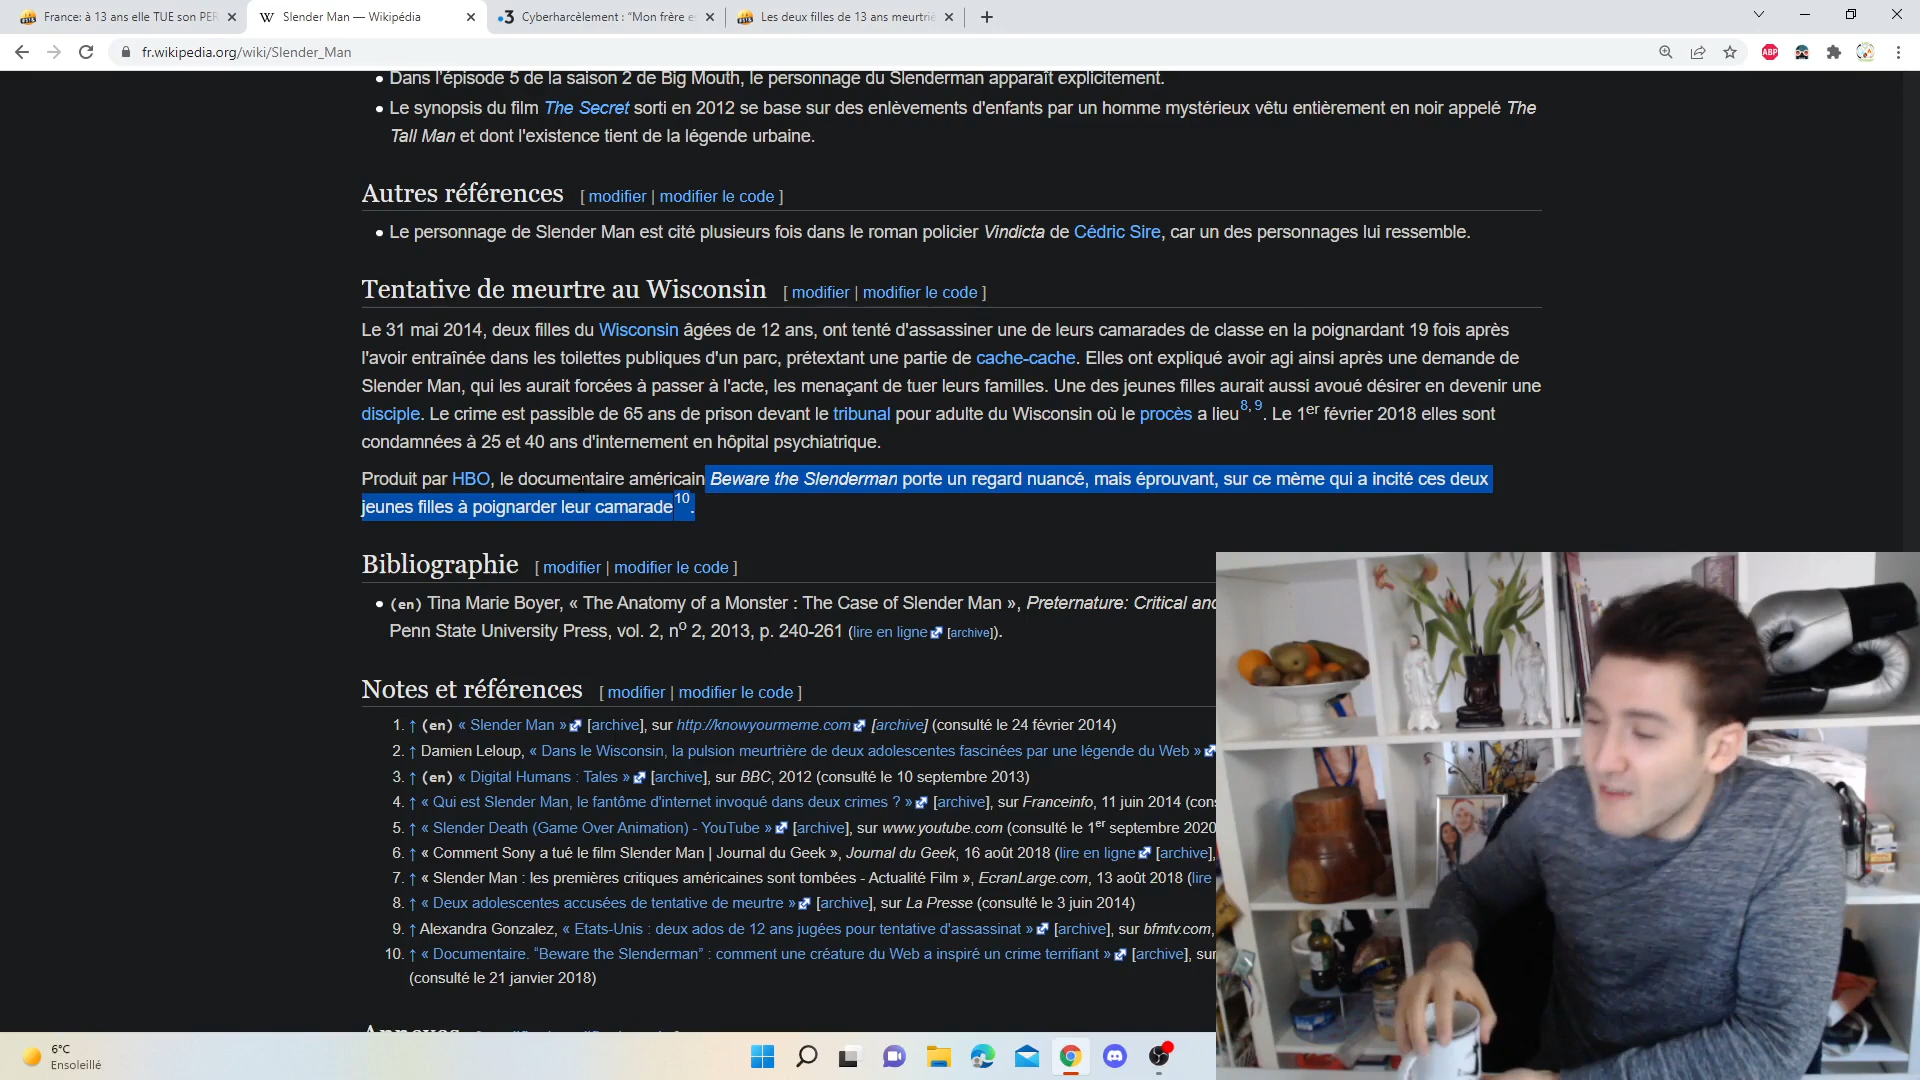 France: à 13 ans elle TUE son PER
Slender Man — Wikipédia
Cyberharcèlement : "Mon frère e
Les deux filles de 13 ans meurtriè
fr.wikipedia.org/wiki/Slender_Man
ABP
Dans l'épisode 5 de la saison 2 de Big Mouth, le personnage du Slenderman apparaît explicitement.
Le synopsis du film The Secret sorti en 2012 se base sur des enlèvements d'enfants par un homme mystérieux vêtu entièrement en noir appelé The
Tall Man et dont l'existence tient de la légende urbaine.
Autres références [ modifier | modifier le code ]
Le personnage de Slender Man est cité plusieurs fois dans le roman policier Vindicta de Cédric Sire, car un des personnages lui ressemble.
Tentative de meurtre au Wisconsin [ modifier | modifier le code ]
Le 31 mai 2014, deux filles du Wisconsin âgées de 12 ans, ont tenté d'assassiner une de leurs camarades de classe en la poignardant 19 fois après
l'avoir entraînée dans les toilettes publiques d'un parc, prétextant une partie de cache-cache. Elles ont expliqué avoir agi ainsi après une demande de
Slender Man, qui les aurait forcées à passer à l'acte, les menaçant de tuer leurs familles. Une des jeunes filles aurait aussi avoué désirer en devenir une
disciple. Le crime est passible de 65 ans de prison devant le tribunal pour adulte du Wisconsin où le procès a lieu8, 9. Le 1er février 2018 elles sont
condamnées à 25 et 40 ans d'internement en hôpital psychiatrique.
Produit par HBO, le documentaire américain Beware the Slenderman porte un regard nuancé, mais éprouvant, sur ce mème qui a incité ces deux
jeunes filles à poignarder leur camarade10.
Bibliographie [ modifier | modifier le code ]
(en) Tina Marie Boyer, « The Anatomy of a Monster : The Case of Slender Man », Preternature: Critical and
Penn State University Press, vol. 2, no 2, 2013, p. 240-261 (lire en ligne [archive]).
Notes et références [ modifier | modifier le code ]
1. ↑ (en) « Slender Man » [archive], sur http://knowyourmeme.com [archive] (consulté le 24 février 2014)
2. ↑ Damien Leloup, « Dans le Wisconsin, la pulsion meurtrière de deux adolescentes fascinées par une légende du Web »
3. ↑ (en) « Digital Humans : Tales » [archive], sur BBC, 2012 (consulté le 10 septembre 2013)
4. ↑ « Qui est Slender Man, le fantôme d'internet invoqué dans deux crimes ? » [archive], sur Franceinfo, 11 juin 2014 (cons
5. ↑ « Slender Death (Game Over Animation) - YouTube » [archive], sur www.youtube.com (consulté le 1er septembre 2020
6. ↑ « Comment Sony a tué le film Slender Man | Journal du Geek », Journal du Geek, 16 août 2018 (lire en ligne [archive],
7. ↑ « Slender Man : les premières critiques américaines sont tombées - Actualité Film », EcranLarge.com, 13 août 2018 (lire
8. ↑ « Deux adolescentes accusées de tentative de meurtre » [archive], sur La Presse (consulté le 3 juin 2014)
9. ↑ Alexandra Gonzalez, « Etats-Unis : deux ados de 12 ans jugées pour tentative d'assassinat » [archive], sur bfmtv.com,
10. ↑ « Documentaire. "Beware the Slenderman" : comment une créature du Web a inspiré un crime terrifiant » [archive], sur
(consulté le 21 janvier 2018)
6°C
Ensoleillé